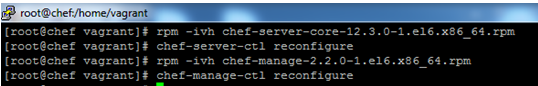 root@chef:/home/vagrant
[root@chef vagrant]# rpm -ivh chef-server-core-12.3.0-1.el6.x86_64.rpm
[root@chef vagrant]# chef-server-ctl reconfigure
[root@chef vagrant]# rpm -ivh chef-manage-2.2.0-1.el6.x86_64.rpm
[root@chef vagrant]# chef-manage-ctl reconfigure